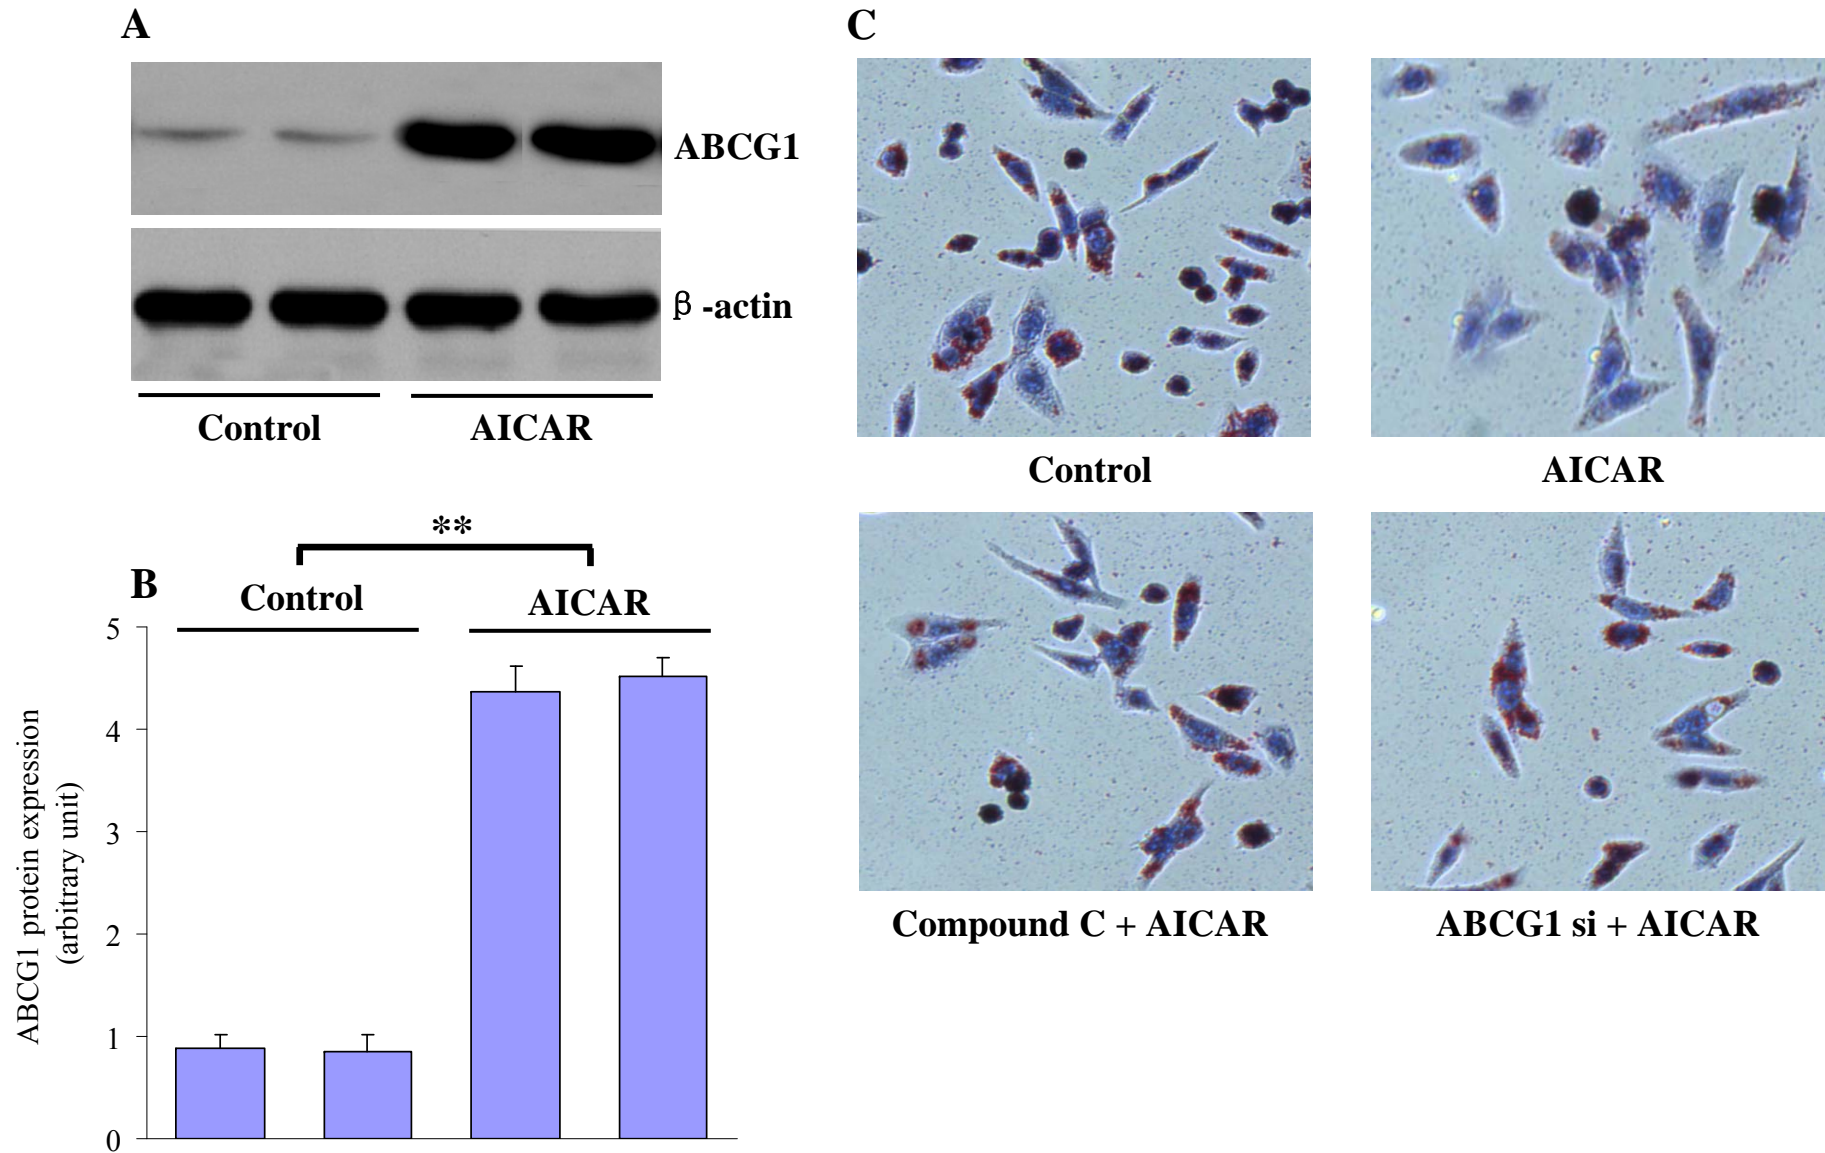 A
ABCG1
β -actin
Control AICAR
B
**
Control AICAR
5
4
3
2
1
0
ABCG1 protein expression
(arbitrary unit)
C
Control AICAR
Compound C + AICAR ABCG1 si + AICAR